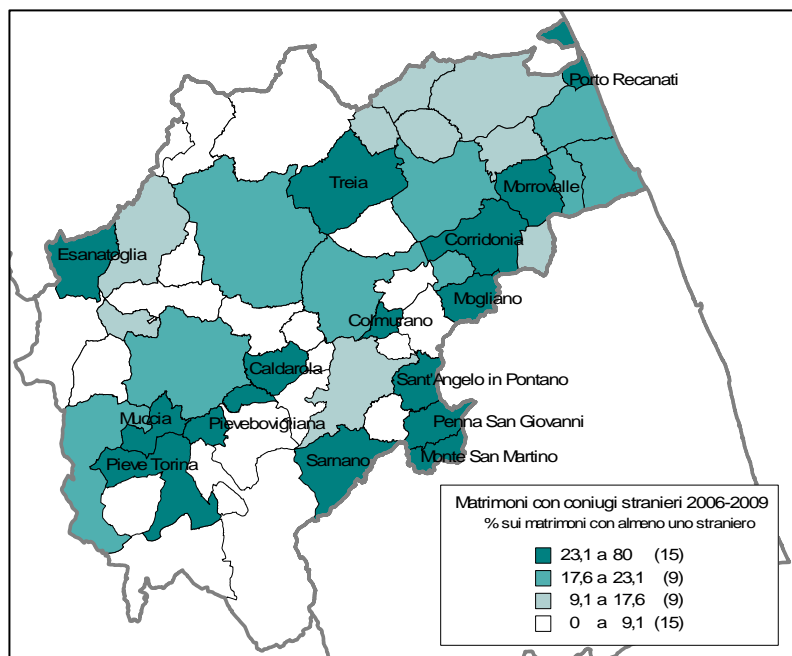 Porto Recanati
Treia
Morrovalle
Corridonia
Esanatoglia
Mogliano
Colmurano
Caldarola
Sant'Angelo in Pontano
Muccia
Pievebovigliana
Penna San Giovanni
Pieve Torina
Sarnano
Monte San Martino
Matrimoni con coniugi stranieri 2006-2009
% sui matrimoni con almeno uno straniero
23,1 a 80 (15)
17,6 a 23,1 (9)
9,1 a 17,6 (9)
0 a 9,1 (15)